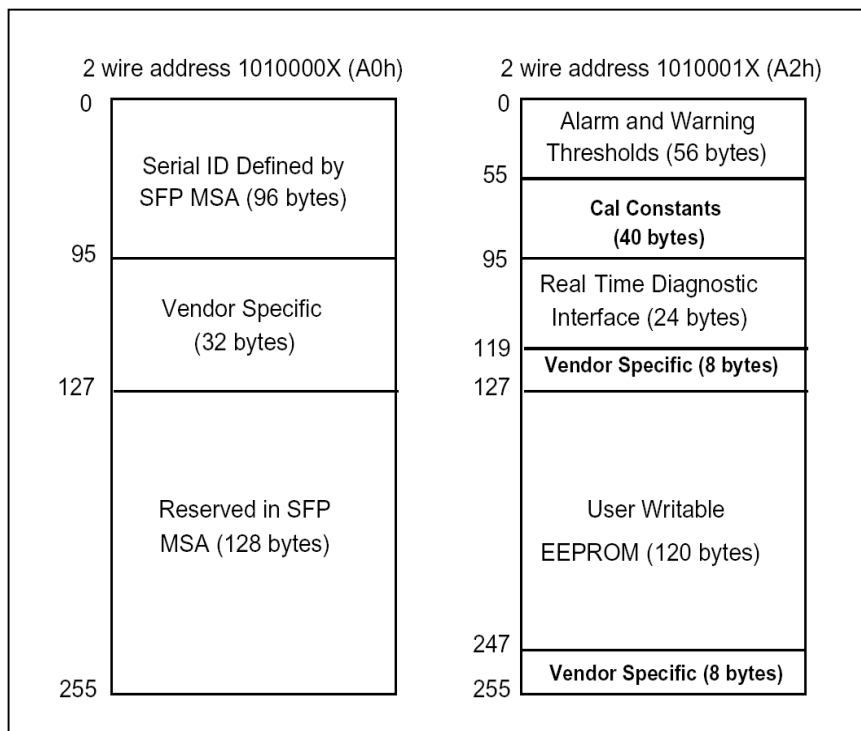 2 wire address 1010000X (A0h)
0
Serial ID Defined by
SFP MSA (96 bytes)
95
Vendor Specific
(32 bytes)
127
Reserved in SFP
MSA (128 bytes)
255
2 wire address 1010001X (A2h)
0
Alarm and Warning
Thresholds (56 bytes)
55
Cal Constants
(40 bytes)
95
Real Time Diagnostic
Interface (24 bytes)
119
Vendor Specific (8 bytes)
127
User Writable
EEPROM (120 bytes)
247
Vendor Specific (8 bytes)
255